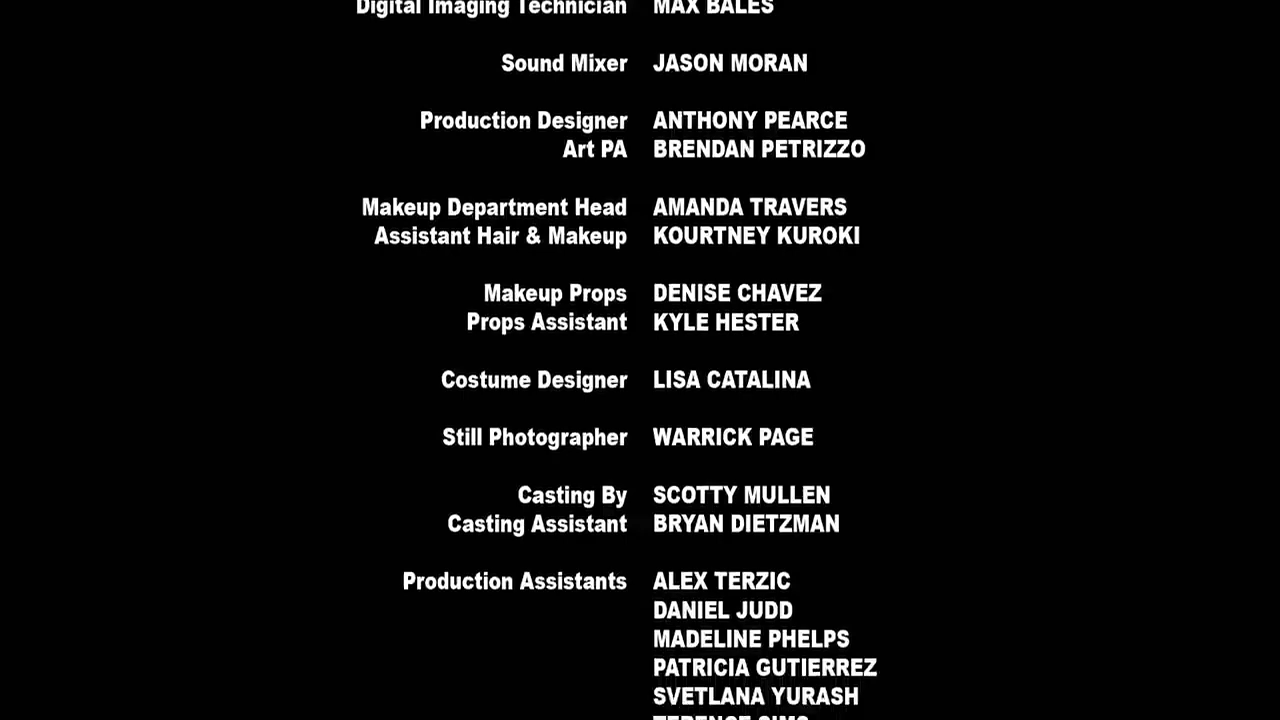 Digital Imaging Technician MAX BALES
Sound Mixer JASON MORAN
Production Designer ANTHONY PEARCE
Art PA BRENDAN PETRIZZO
Makeup Department Head AMANDA TRAVERS
Assistant Hair & Makeup KOURTNEY KUROKI
Makeup Props DENISE CHAVEZ
Props Assistant KYLE HESTER
Costume Designer LISA CATALINA
Still Photographer WARRICK PAGE
Casting By SCOTTY MULLEN
Casting Assistant BRYAN DIETZMAN
Production Assistants ALEX TERZIC
DANIEL JUDD
MADELINE PHELPS
PATRICIA GUTIERREZ
SVETLANA YURASH
TERENCE SIMS